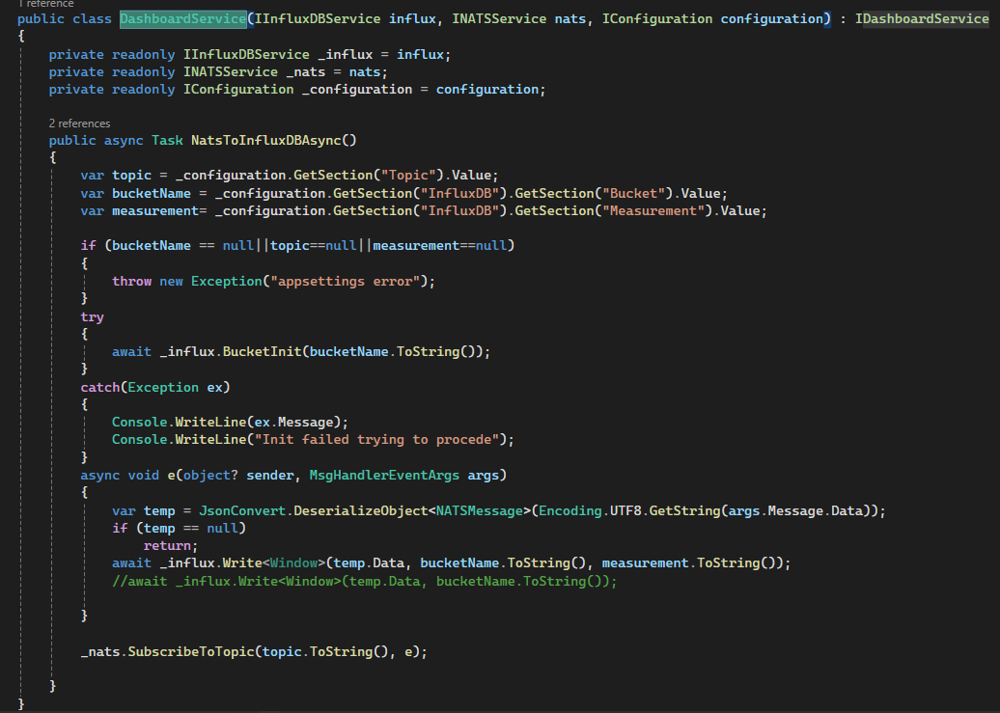 1 reference
public class DashboardService(IInfluxDBService influx, INATSService nats, IConfiguration configuration) : IDashboardService
{
private readonly IInfluxDBService _influx = influx;
private readonly INATSService _nats = nats;
private readonly IConfiguration _configuration = configuration;
2 references
public async Task NatsToInfluxDBAsync()
{
var topic = _configuration.GetSection("Topic").Value;
var bucketName = _configuration.GetSection("InfluxDB").GetSection("Bucket").Value;
var measurement= _configuration.GetSection("InfluxDB").GetSection("Measurement").Value;
if (bucketName == null||topic==null||measurement==null)
{
throw new Exception("appsettings error");
}
try
{
await _influx.BucketInit(bucketName.ToString());
}
catch(Exception ex)
{
Console.WriteLine(ex.Message);
Console.WriteLine("Init failed trying to procede");
}
async void e(object? sender, MsgHandlerEventArgs args)
{
var temp = JsonConvert.DeserializeObject<NATSMessage>(Encoding.UTF8.GetString(args.Message.Data));
if (temp == null)
return;
await _influx.Write<Window>(temp.Data, bucketName.ToString(), measurement.ToString());
//await _influx.Write<Window>(temp.Data, bucketName.ToString());
}
_nats.SubscribeToTopic(topic.ToString(), e);
}
}